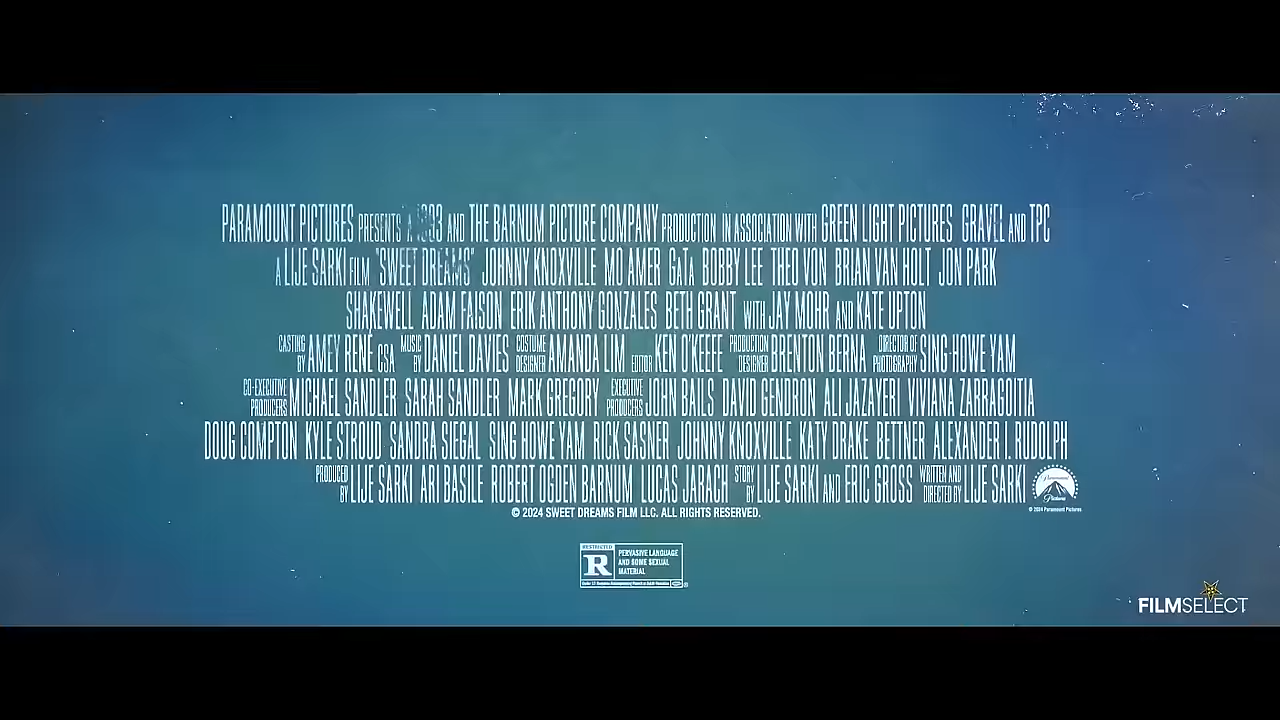 PARAMOUNT PICTURES PRESENTS A 1993 AND THE BARNUM PICTURE COMPANY PRODUCTION IN ASSOCIATION WITH GREEN LIGHT PICTURES GRAVEL AND TPC
A LIJE SARKI FILM "SWEET DREAMS" JOHNNY KNOXVILLE MO AMER GaTa BOBBY LEE THEO VON BRIAN VAN HOLT JON PARK
SHAKEWELL ADAM FAISON ERIK ANTHONY GONZALES BETH GRANT WITH JAY MOHR AND KATE UPTON
CASTING BY AMEY RENÉ CSA MUSIC BY DANIEL DAVIES COSTUME DESIGNER AMANDA LIM EDITOR KEN O'KEEFE PRODUCTION DESIGNER BRENTON BERNA DIRECTOR OF PHOTOGRAPHY SING-HOWE YAM
CO-EXECUTIVE PRODUCERS MICHAEL SANDLER SARAH SANDLER MARK GREGORY EXECUTIVE PRODUCERS JOHN BAILS DAVID GENDRON ALI JAZAYERI VIVIANA ZARRAGOITIA
DOUG COMPTON KYLE STROUD SANDRA SIEGAL SING HOWE YAM RICK SASNER JOHNNY KNOXVILLE KATY DRAKE BETTNER ALEXANDER I. RUDOLPH
PRODUCED BY LIJE SARKI ARI BASILE ROBERT OGDEN BARNUM LUCAS JARACH STORY BY LIJE SARKI AND ERIC GROSS WRITTEN AND DIRECTED BY LIJE SARKI
Paramount Pictures
© 2024 Paramount Pictures
© 2024 SWEET DREAMS FILM LLC. ALL RIGHTS RESERVED.
RESTRICTED
R
PERVASIVE LANGUAGE
AND SOME SEXUAL
MATERIAL
FILMSELECT